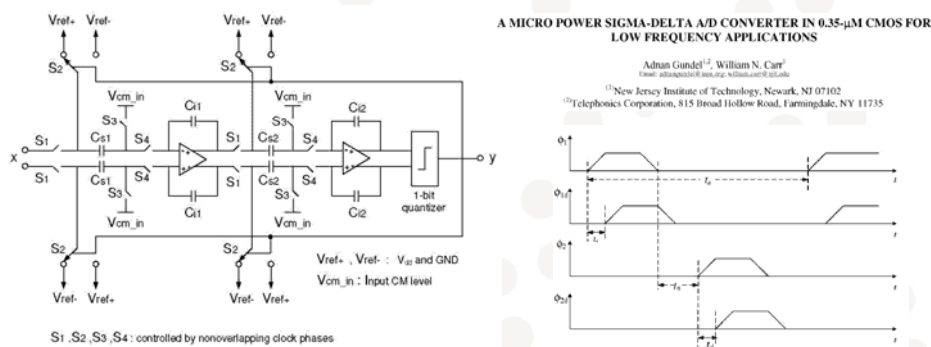 Vref+ Vref-
Vref+ Vref-
S2
S2
Vcm_in
Ci1
Vcm_in
Ci2
S3
S3
S1
Cs1
S4
S1
Cs2
S4
x
y
S1
Cs1
S4
S1
Cs2
S4
1-bit
quantizer
S3
S3
Ci1
Ci2
Vcm_in
Vcm_in
S2
S2
Vref- Vref+
Vref- Vref+
Vref+ , Vref- : Vdd and GND
Vcm_in : Input CM level
S1 ,S2 ,S3 ,S4 : controlled by nonoverlapping clock phases
A MICRO POWER SIGMA-DELTA A/D CONVERTER IN 0.35-µM CMOS FOR
LOW FREQUENCY APPLICATIONS
Adnan Gundel1,2, William N. Carr1
(1)New Jersey Institute of Technology, Newark, NJ 07102
(2)Telephonics Corporation, 815 Broad Hollow Road, Farmingdale, NY 11735
ϕ1
t
ϕ1d
t
ϕ2
t
ϕ2d
t